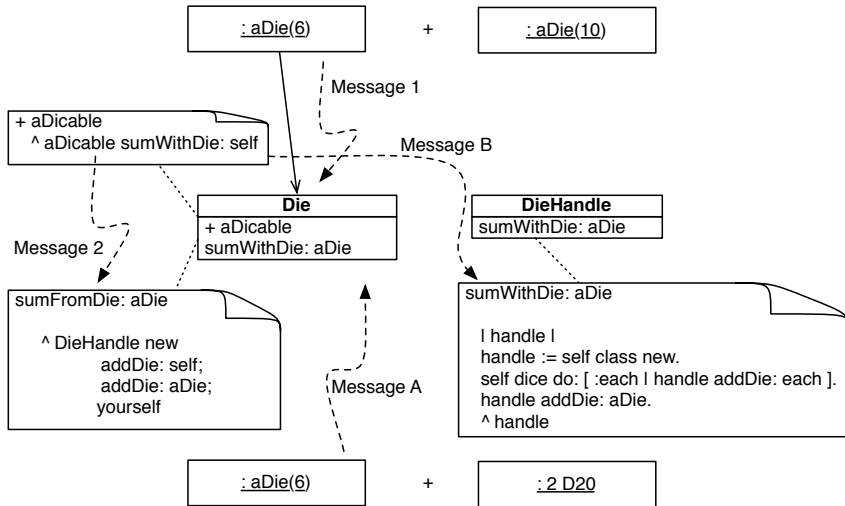 : aDie(6)
+
: aDie(10)
Message 1
+ aDicable
^ aDicable sumWithDie: self
Message B
Die
+ aDicable
sumWithDie: aDie
DieHandle
sumWithDie: aDie
Message 2
sumFromDie: aDie
^ DieHandle new
addDie: self;
addDie: aDie;
yourself
Message A
sumWithDie: aDie
| handle |
handle := self class new.
self dice do: [ :each | handle addDie: each ].
handle addDie: aDie.
^ handle
: aDie(6)
+
: 2 D20